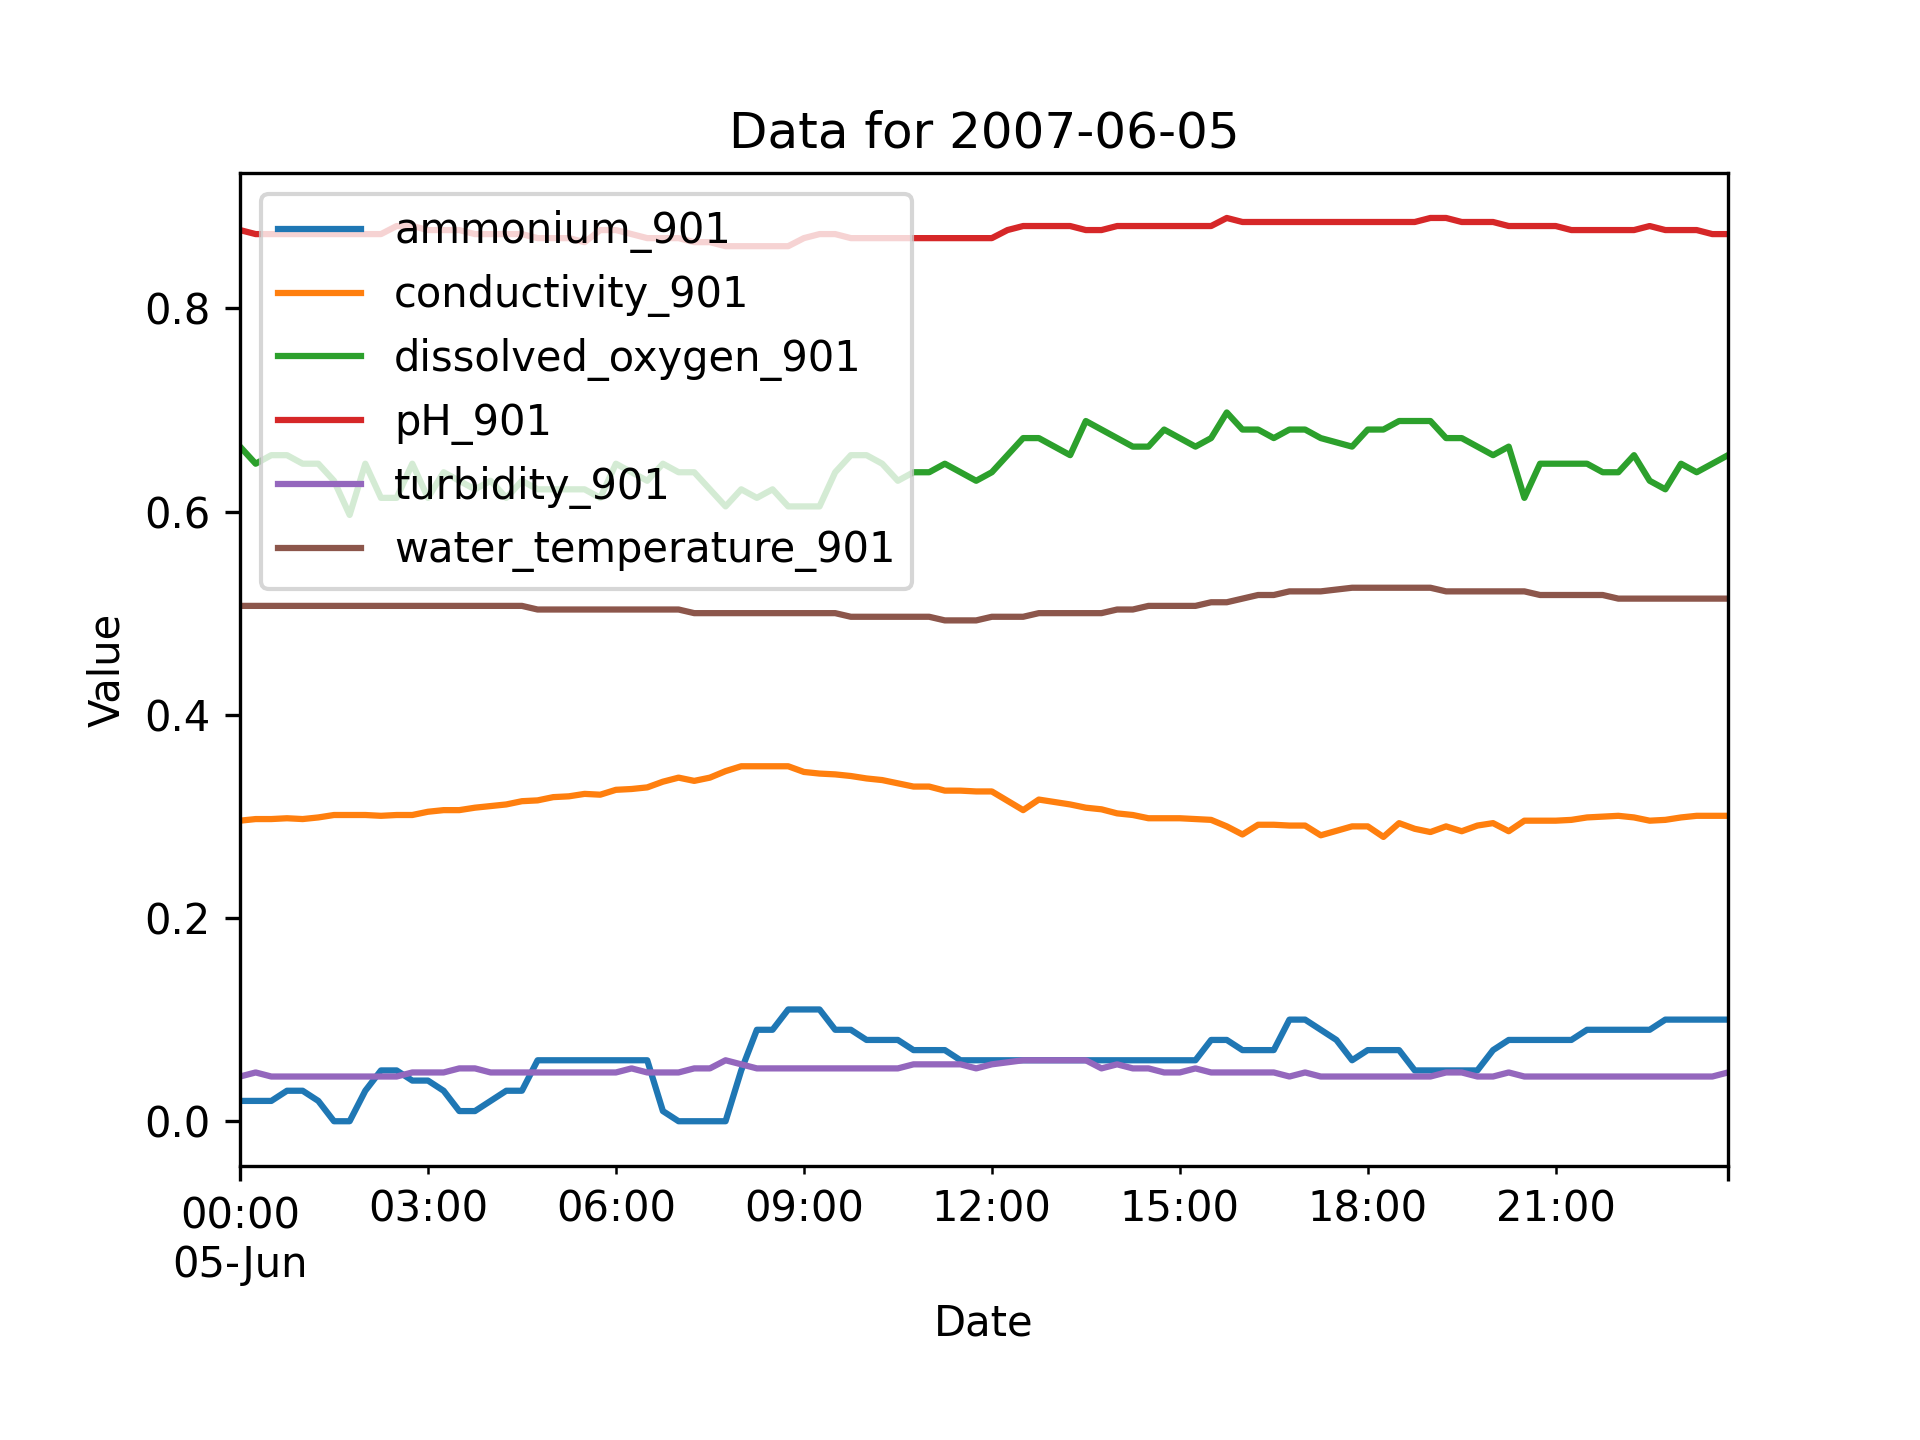 Data for 2007-06-05
ammonium_901
conductivity_901
dissolved_oxygen_901
pH_901
turbidity_901
water_temperature_901
Value
0.8
0.6
0.4
0.2
0.0
00:00 03:00 06:00 09:00 12:00 15:00 18:00 21:00
05-Jun
Date